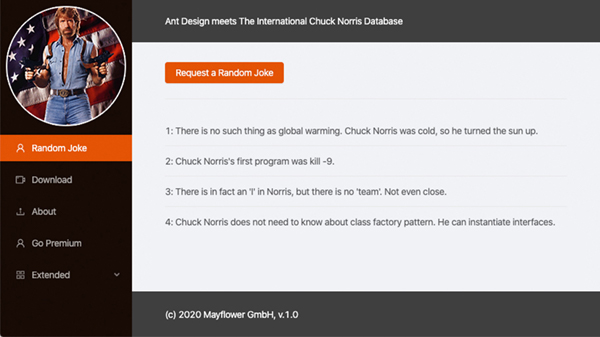 Ant Design meets The International Chuck Norris Database
Random Joke
Download
About
Go Premium
Extended
Request a Random Joke
1: There is no such thing as global warming. Chuck Norris was cold, so he turned the sun up.
2: Chuck Norris's first program was kill -9.
3: There is in fact an 'I' in Norris, but there is no 'team'. Not even close.
4: Chuck Norris does not need to know about class factory pattern. He can instantiate interfaces.
(c) 2020 Mayflower GmbH, v.1.0